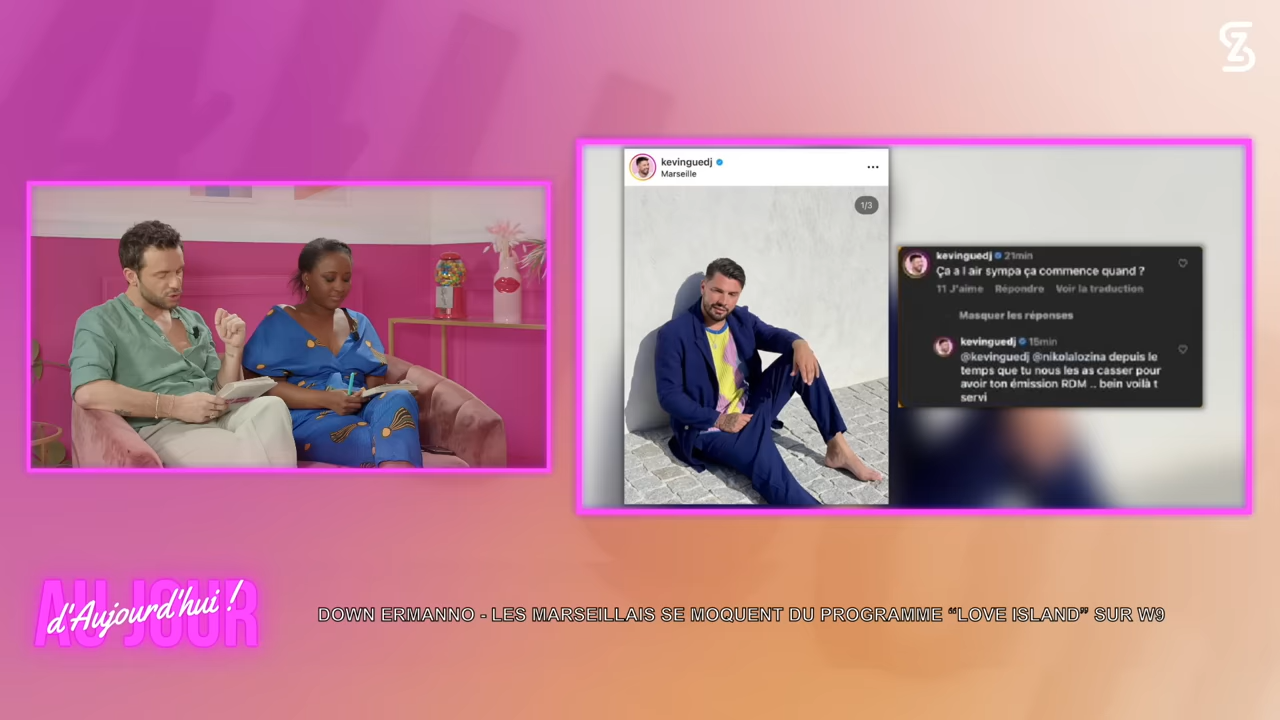 SZ
kevinguedj
Marseille
1/3
kevinguedj 21min
Ça a l air sympa ça commence quand ?
11 J'aime Répondre Voir la traduction
Masquer les réponses
kevinguedj 15min
@kevinguedj @nikolalozina depuis le
temps que tu nous les as casser pour
avoir ton émission RDM .. bein voilà t
servi
AU JOUR
d'Aujourd'hui !
DOWN ERMANNO - LES MARSEILLAIS SE MOQUENT DU PROGRAMME “LOVE ISLAND” SUR W9